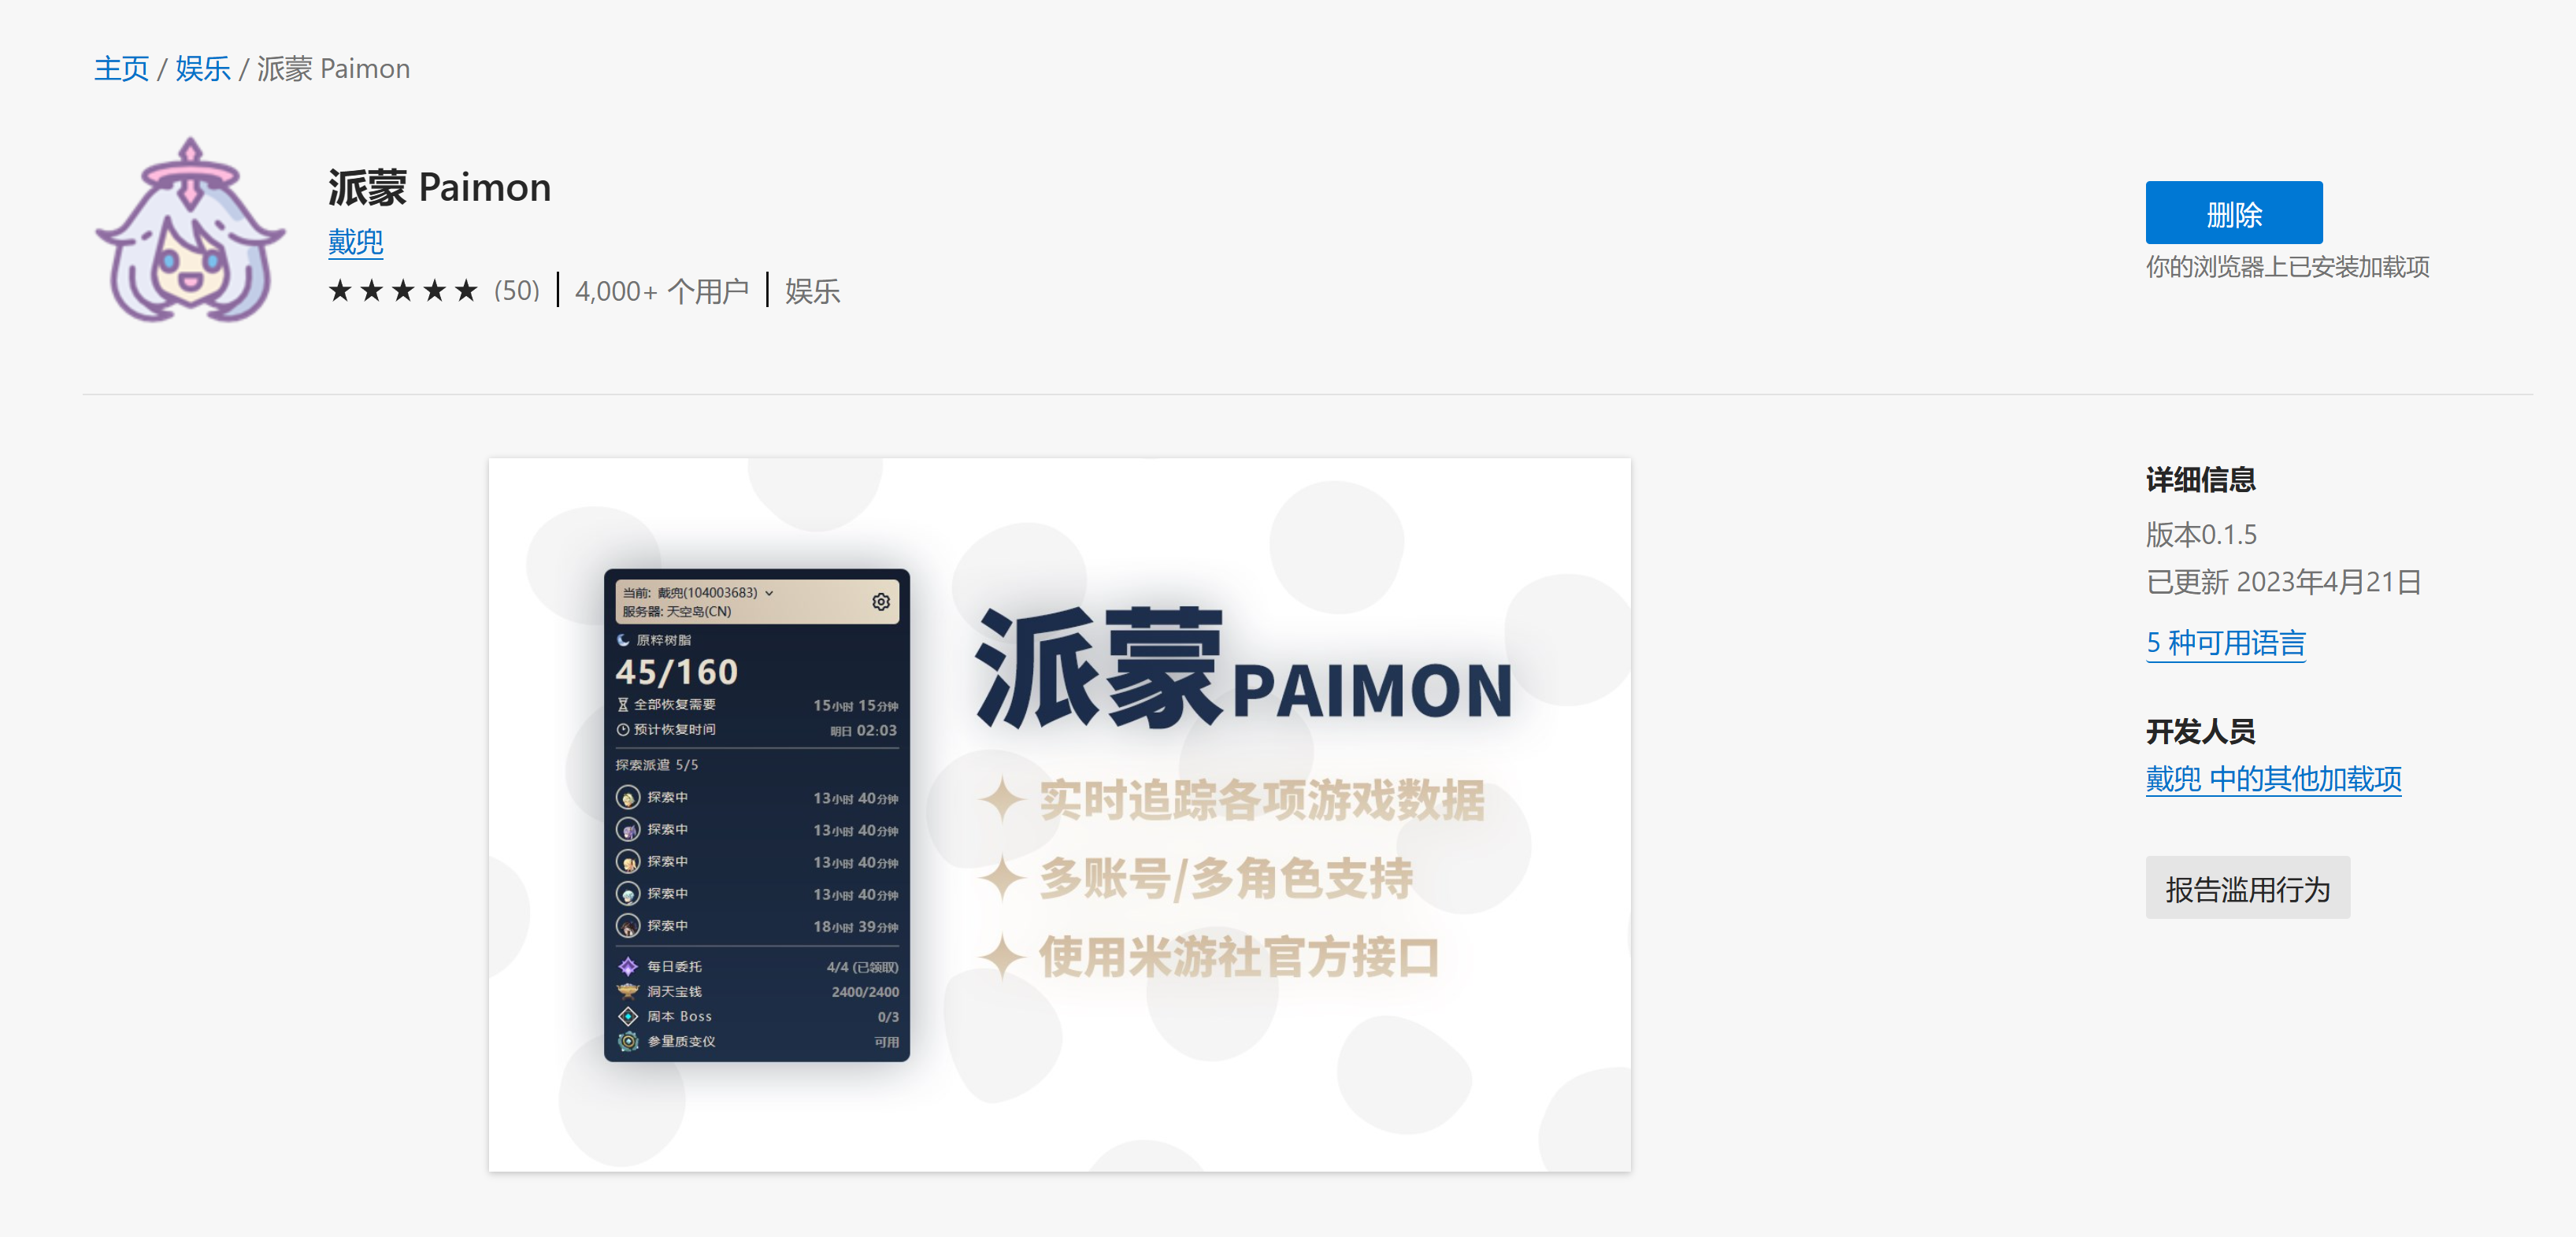 主页 / 娱乐 / 派蒙 Paimon
派蒙 Paimon
戴兜
★ ★ ★ ★ ★ (50) | 4,000+ 个用户 | 娱乐
删除
你的浏览器上已安装加载项
当前: 戴兜(104003683)
服务器: 天空岛(CN)
原粹树脂
45/160
全部恢复需要 15小时 15分钟
预计恢复时间 明日 02:03
探索派遣 5/5
探索中 13小时 40分钟
探索中 13小时 40分钟
探索中 13小时 40分钟
探索中 13小时 40分钟
探索中 18小时 39分钟
每日委托 4/4 (已领取)
洞天宝钱 2400/2400
周本 Boss 0/3
参量质变仪 可用
派蒙 PAIMON
实时追踪各项游戏数据
多账号/多角色支持
使用米游社官方接口
详细信息
版本0.1.5
已更新 2023年4月21日
5 种可用语言
开发人员
戴兜 中的其他加载项
报告滥用行为